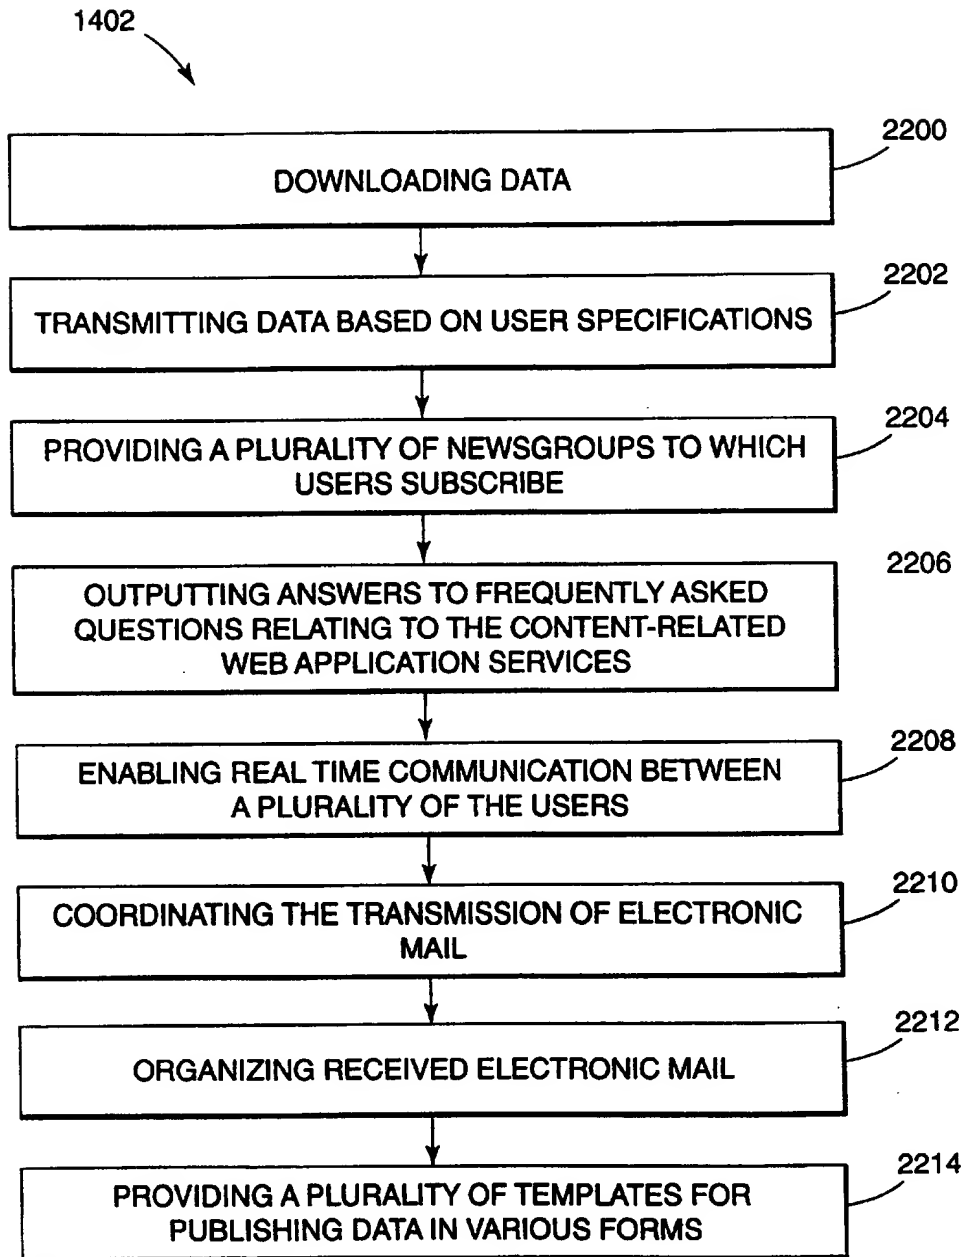 1402
2200
DOWNLOADING DATA
2202
TRANSMITTING DATA BASED ON USER SPECIFICATIONS
2204
PROVIDING A PLURALITY OF NEWSGROUPS TO WHICH
USERS SUBSCRIBE
2206
OUTPUTTING ANSWERS TO FREQUENTLY ASKED
QUESTIONS RELATING TO THE CONTENT-RELATED
WEB APPLICATION SERVICES
2208
ENABLING REAL TIME COMMUNICATION BETWEEN
A PLURALITY OF THE USERS
2210
COORDINATING THE TRANSMISSION OF ELECTRONIC
MAIL
2212
ORGANIZING RECEIVED ELECTRONIC MAIL
2214
PROVIDING A PLURALITY OF TEMPLATES FOR
PUBLISHING DATA IN VARIOUS FORMS